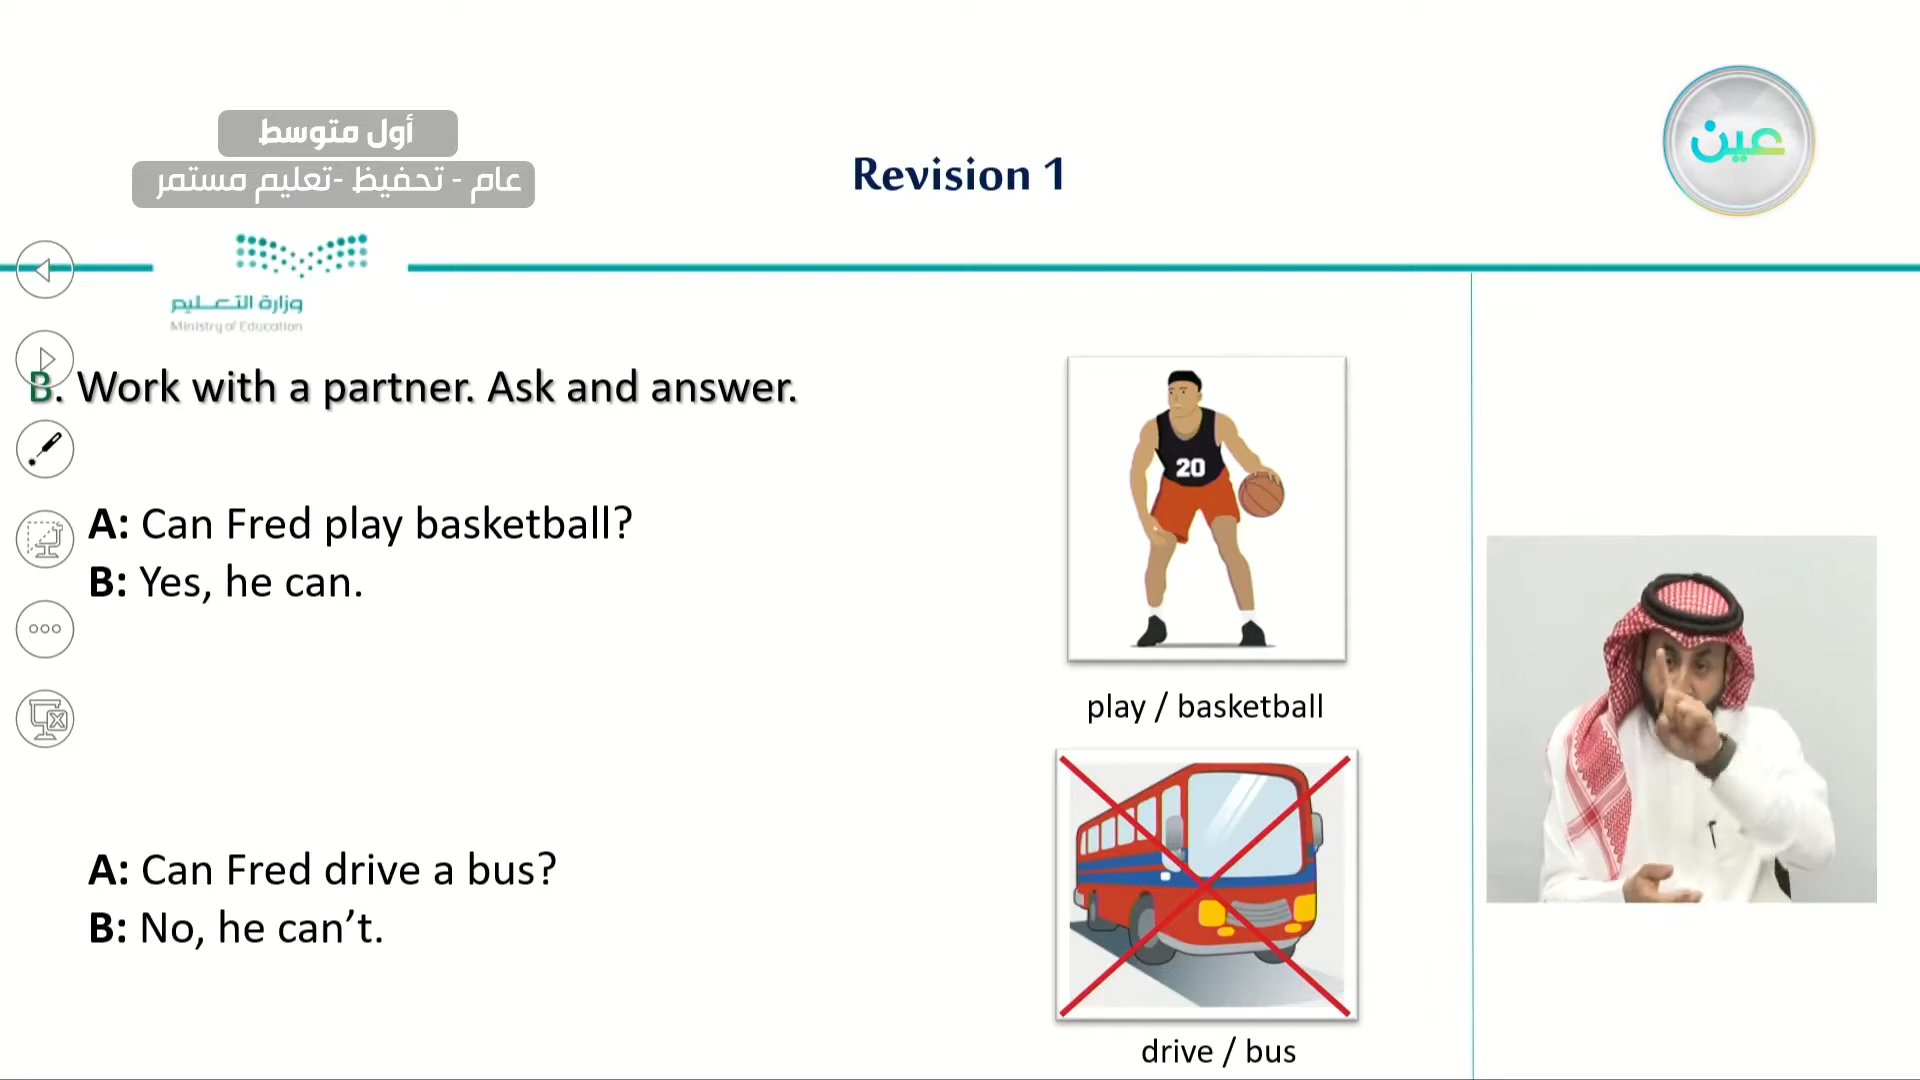 أول متوسط
عام - تحفيظ -تعليم مستمر
Revision 1
عين
وزارة التعليم
Ministry of Education
B. Work with a partner. Ask and answer.
A: Can Fred play basketball?
B: Yes, he can.
20
play / basketball
A: Can Fred drive a bus?
B: No, he can’t.
drive / bus